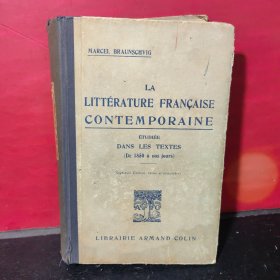 MARCEL BRAUNSCHVIG
LA
LITTÉRATURE FRANÇAISE
CONTEMPORAINE
ÉTUDIÉE
DANS LES TEXTES
(De 1850 à nos jours)
LIBRAIRIE ARMAND COLIN